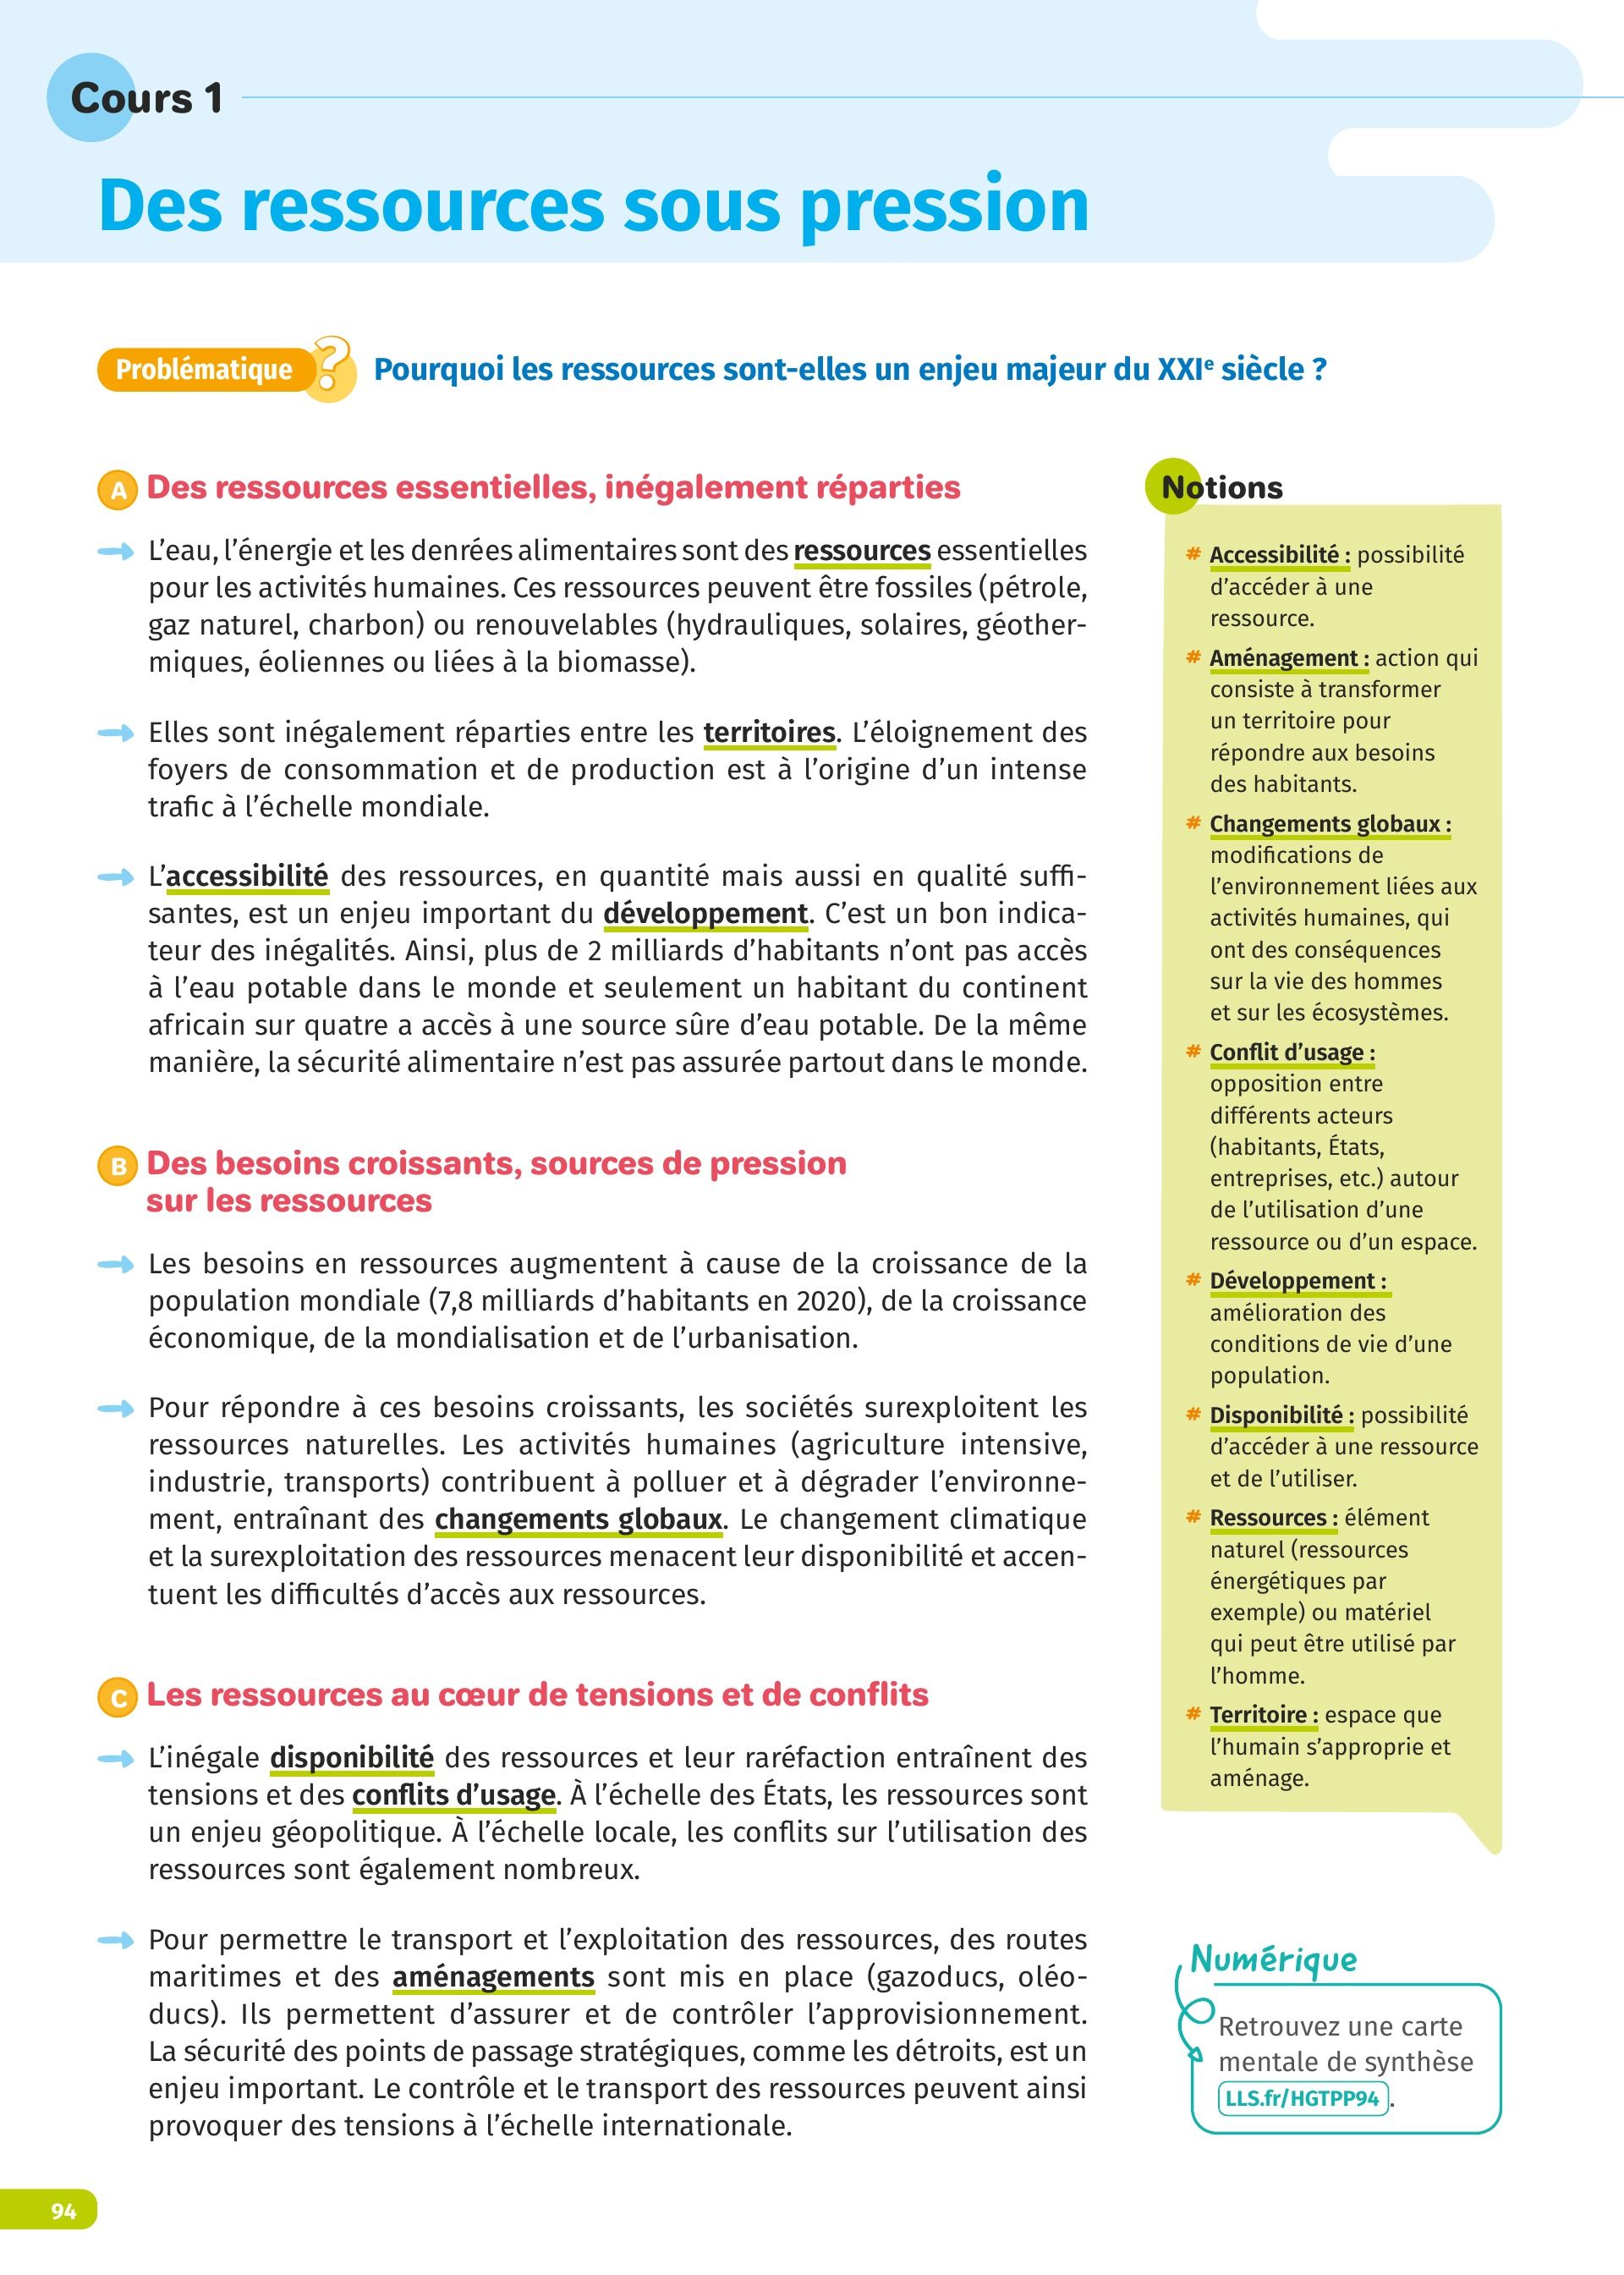 Cours 1
Des ressources sous pression
Problématique ?
Pourquoi les ressources sont-elles un enjeu majeur du XXIe siècle ?
A Des ressources essentielles, inégalement réparties
L’eau, l’énergie et les denrées alimentaires sont des ressources essentielles
pour les activités humaines. Ces ressources peuvent être fossiles (pétrole,
gaz naturel, charbon) ou renouvelables (hydrauliques, solaires, géother-
miques, éoliennes ou liées à la biomasse).
Elles sont inégalement réparties entre les territoires. L’éloignement des
foyers de consommation et de production est à l’origine d’un intense
trafic à l’échelle mondiale.
L’accessibilité des ressources, en quantité mais aussi en qualité suffi-
santes, est un enjeu important du développement. C’est un bon indica-
teur des inégalités. Ainsi, plus de 2 milliards d’habitants n’ont pas accès
à l’eau potable dans le monde et seulement un habitant du continent
africain sur quatre a accès à une source sûre d’eau potable. De la même
manière, la sécurité alimentaire n’est pas assurée partout dans le monde.
B Des besoins croissants, sources de pression
sur les ressources
Les besoins en ressources augmentent à cause de la croissance de la
population mondiale (7,8 milliards d’habitants en 2020), de la croissance
économique, de la mondialisation et de l’urbanisation.
Pour répondre à ces besoins croissants, les sociétés surexploitent les
ressources naturelles. Les activités humaines (agriculture intensive,
industrie, transports) contribuent à polluer et à dégrader l’environne-
ment, entraînant des changements globaux. Le changement climatique
et la surexploitation des ressources menacent leur disponibilité et accen-
tuent les difficultés d’accès aux ressources.
C Les ressources au cœur de tensions et de conflits
L’inégale disponibilité des ressources et leur raréfaction entraînent des
tensions et des conflits d’usage. À l’échelle des États, les ressources sont
un enjeu géopolitique. À l’échelle locale, les conflits sur l’utilisation des
ressources sont également nombreux.
Pour permettre le transport et l’exploitation des ressources, des routes
maritimes et des aménagements sont mis en place (gazoducs, oléo-
ducs). Ils permettent d’assurer et de contrôler l’approvisionnement.
La sécurité des points de passage stratégiques, comme les détroits, est un
enjeu important. Le contrôle et le transport des ressources peuvent ainsi
provoquer des tensions à l’échelle internationale.
Notions
# Accessibilité : possibilité
d’accéder à une
ressource.
# Aménagement : action qui
consiste à transformer
un territoire pour
répondre aux besoins
des habitants.
# Changements globaux :
modifications de
l’environnement liées aux
activités humaines, qui
ont des conséquences
sur la vie des hommes
et sur les écosystèmes.
# Conflit d’usage :
opposition entre
différents acteurs
(habitants, États,
entreprises, etc.) autour
de l’utilisation d’une
ressource ou d’un espace.
# Développement :
amélioration des
conditions de vie d’une
population.
# Disponibilité : possibilité
d’accéder à une ressource
et de l’utiliser.
# Ressources : élément
naturel (ressources
énergétiques par
exemple) ou matériel
qui peut être utilisé par
l’homme.
# Territoire : espace que
l’humain s’approprie et
aménage.
Numérique
Retrouvez une carte
mentale de synthèse
LLS.fr/HGTPP94.
94